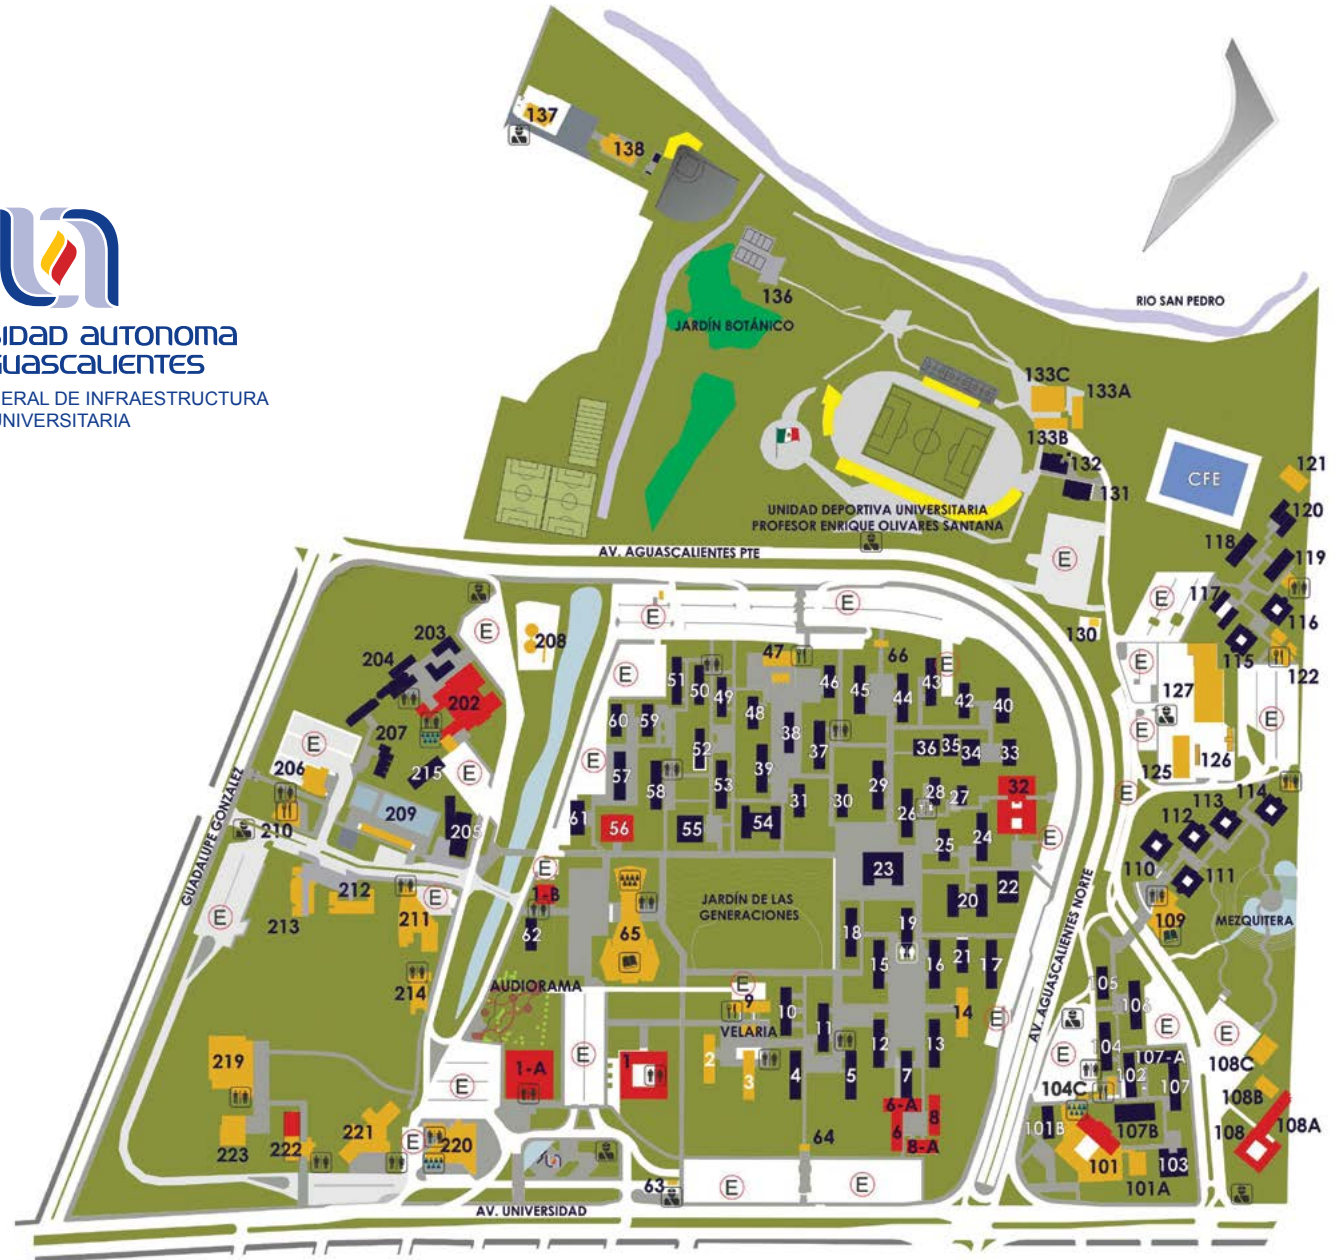 137
138
136
JARDÍN BOTÁNICO
RIO SAN PEDRO
SIDAD AUTONOMA
GUASCALIENTES
ERAL DE INFRAESTRUCTURA
UNIVERSITARIA
133C
133A
133B
132
131
CFE
121
120
118
119
117
116
115
122
UNIDAD DEPORTIVA UNIVERSITARIA
PROFESOR ENRIQUE OLIVARES SANTANA
AV. AGUASCALIENTES PTE
E
E
E
E
E
E
130
203
204
208
202
207
206
215
209
205
210
GUADALUPE GONZÁLEZ
E
E
E
E
E
E
47
66
51
50
49
46
45
44
43
42
40
E
60
59
48
38
37
36
35
34
33
52
57
58
53
39
31
30
29
28
27
26
32
61
56
55
54
25
24
E
23
22
20
127
126
125
E
E
E
E
114
113
112
110
111
109
MEZQUITERA
213
212
211
214
E
E
E
1-B
62
65
JARDÍN DE LAS
GENERACIONES
18
19
15
16
21
17
AV. AGUASCALIENTES NORTE
AUDIORAMA
E
9
VELARIA
10
11
12
13
14
E
105
106
104
107-A
102
107
104C
E
E
E
108C
108B
108A
108
219
222
223
221
220
E
E
1-A
E
1
2
3
4
5
7
6-A
6
8
8-A
64
63
E
E
101B
101
101A
107B
103
AV. UNIVERSIDAD